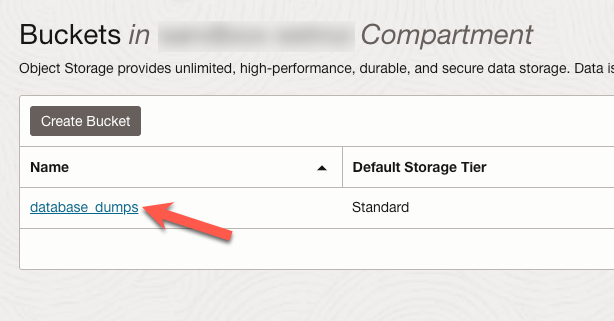 Buckets in Compartment
Object Storage provides unlimited, high-performance, durable, and secure data storage. Data is
Create Bucket
Name Default Storage Tier
database_dumps Standard